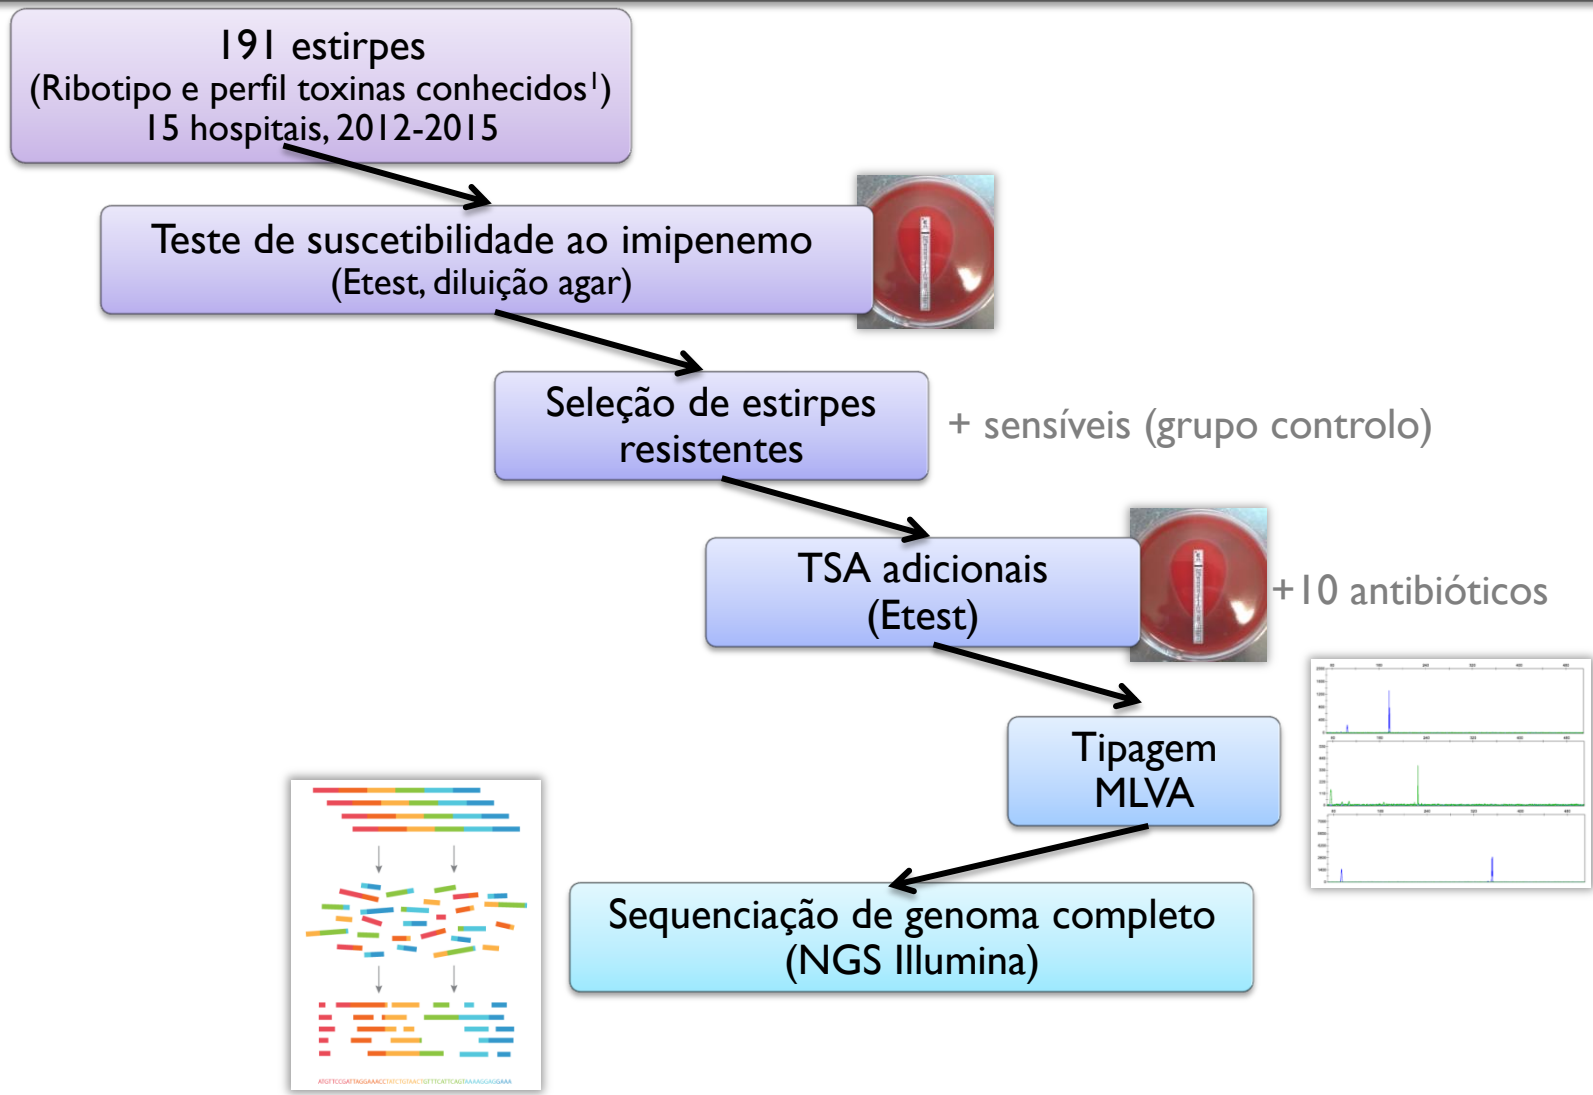 191 estirpes
(Ribotipo e perfil toxinas conhecidos¹)
15 hospitais, 2012-2015
Teste de suscetibilidade ao imipenemo
(Etest, diluição agar)
Seleção de estirpes
resistentes
+ sensíveis (grupo controlo)
TSA adicionais
(Etest)
+10 antibióticos
Tipagem
MLVA
Sequenciação de genoma completo
(NGS Illumina)
ATGTTCCGATTAGGAAACCTATCTGTAACTGTTTCATTCAGTAAAAGGAGGAAA